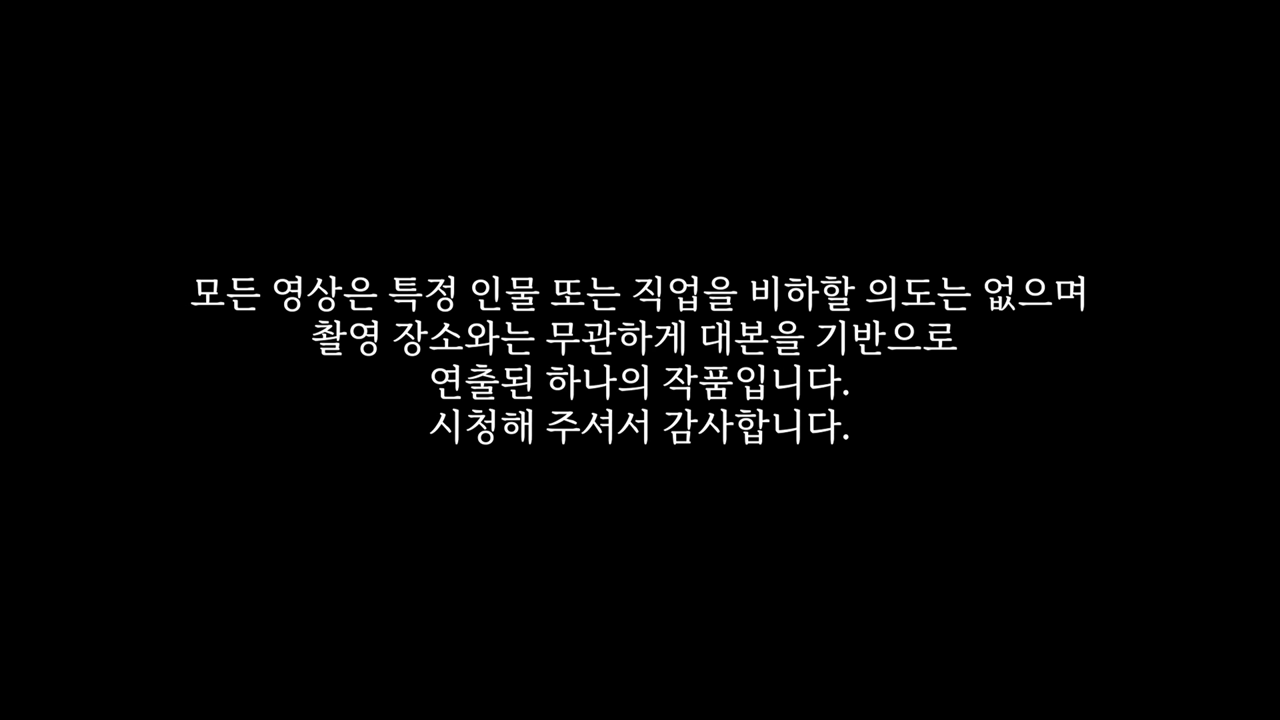 모든 영상은 특정 인물 또는 직업을 비하할 의도는 없으며
촬영 장소와는 무관하게 대본을 기반으로
연출된 하나의 작품입니다.
시청해 주셔서 감사합니다.